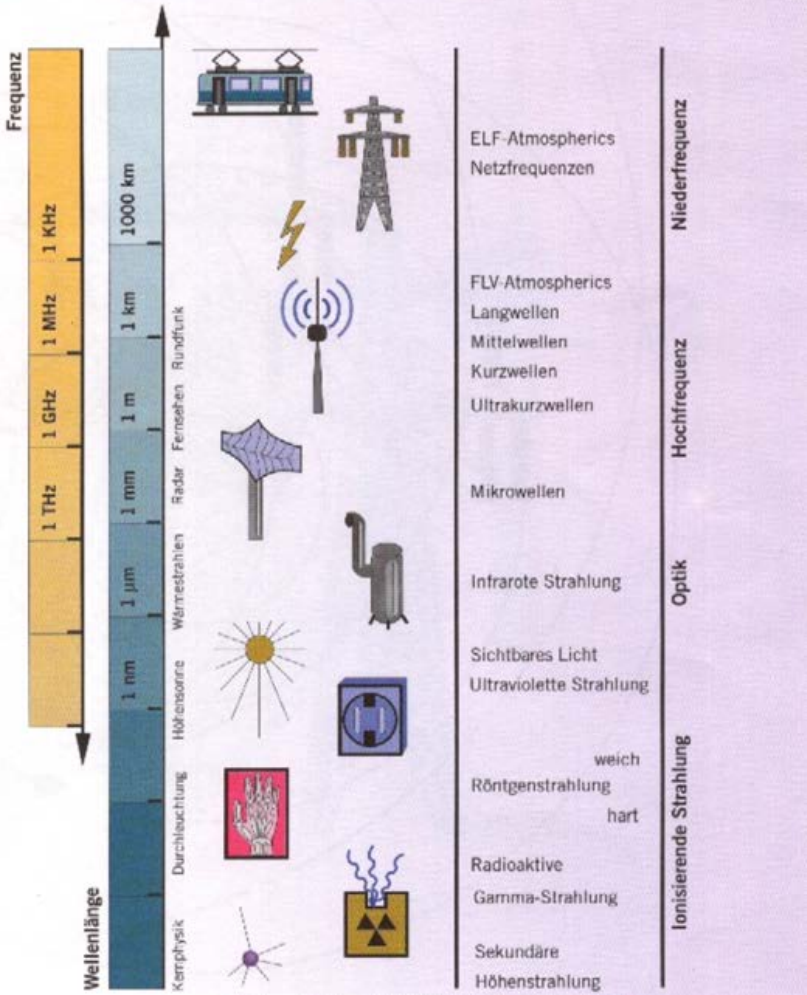 Frequenz
1 KHz
1 MHz
1 GHz
1 THz
Wellenlänge
1000 km
1 km
1 m
1 mm
1 µm
1 nm
Rundfunk
Fernsehen
Radar
Wärmestrahlen
Höhensonne
Durchleuchtung
Kernphysik
ELF-Atmospherics
Netzfrequenzen
FLV-Atmospherics
Langwellen
Mittelwellen
Kurzwellen
Ultrakurzwellen
Mikrowellen
Infrarote Strahlung
Sichtbares Licht
Ultraviolette Strahlung
weich
Röntgenstrahlung
hart
Radioaktive
Gamma-Strahlung
Sekundäre
Höhenstrahlung
Niederfrequenz
Hochfrequenz
Optik
Ionisierende Strahlung